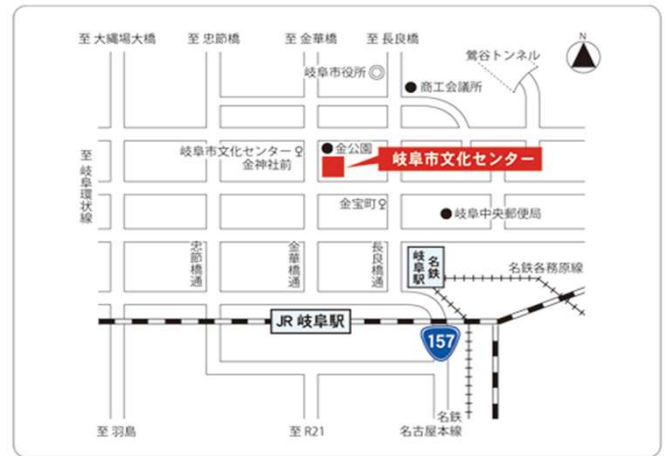 至 大縄場大橋
至 忠節橋
至 金華橋
至 長良橋
鶯谷トンネル
N
岐阜市役所
商工会議所
岐阜市文化センター
金神社前
金公園
岐阜市文化センター
至 岐阜環状線
金宝町
岐阜中央郵便局
忠節橋通
金華橋通
長良橋通
名鉄
岐阜駅
名鉄各務原線
JR 岐阜駅
157
至 羽島
至 R21
名鉄
名古屋本線